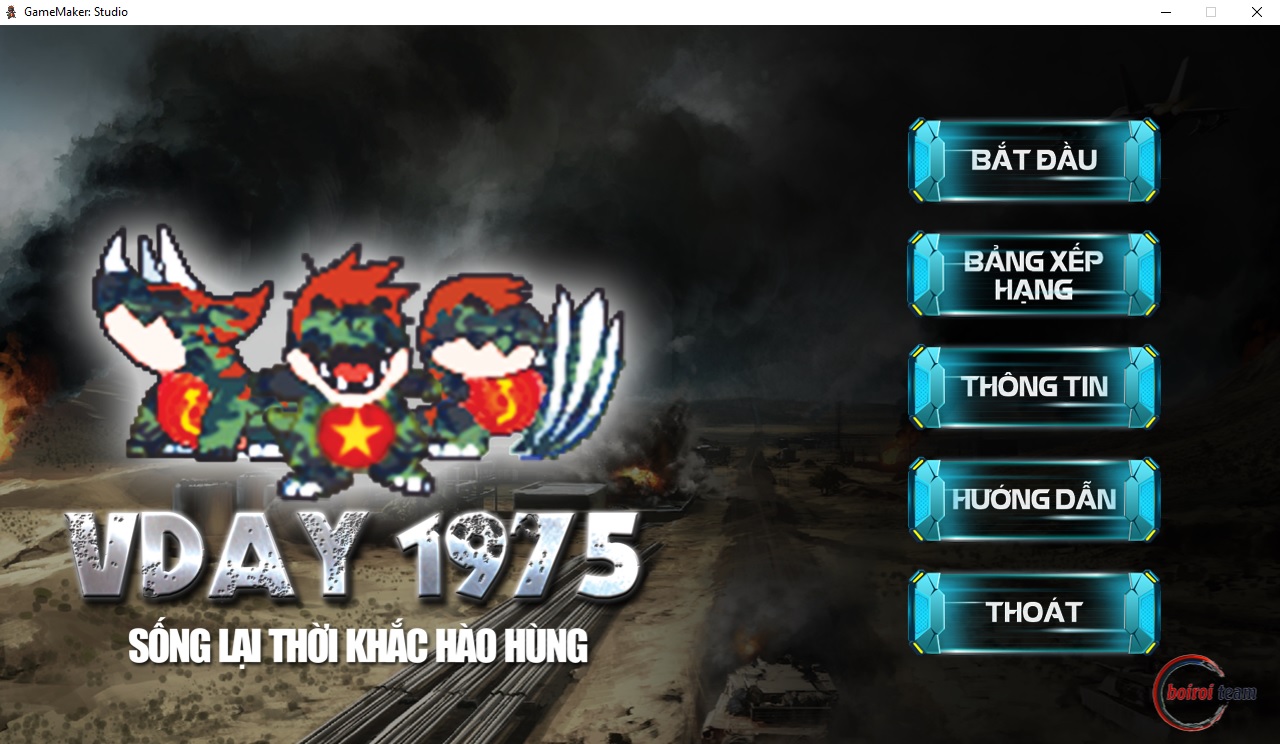 GameMaker: Studio
BẮT ĐẦU
BẢNG XẾP
HẠNG
THÔNG TIN
HƯỚNG DẪN
THOÁT
VDAY 1975
SỐNG LẠI THỜI KHẮC HÀO HÙNG
boiroi team